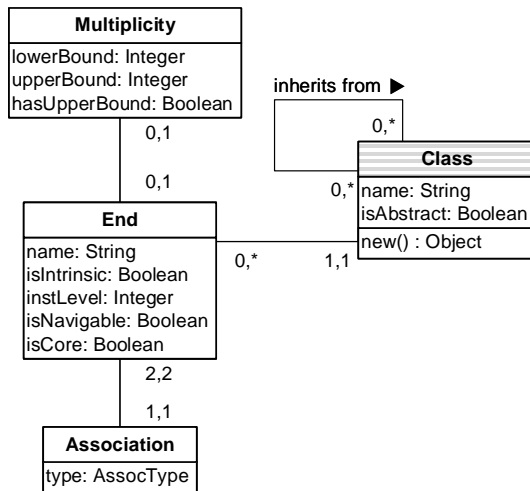 Multiplicity
lowerBound: Integer
upperBound: Integer
hasUpperBound: Boolean
0,1
0,1
End
name: String
isIntrinsic: Boolean
instLevel: Integer
isNavigable: Boolean
isCore: Boolean
2,2
1,1
Association
type: AssocType
inherits from ▶
0,*
0,*
Class
name: String
isAbstract: Boolean
new() : Object
0,*
1,1